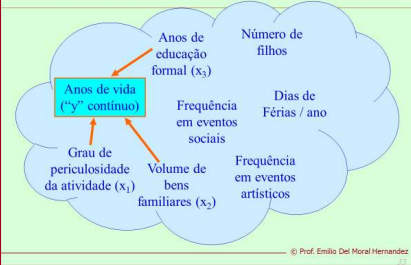 Anos de
educação
formal (x3)
Número de
filhos
Anos de vida
("y" contínuo)
Frequência
em eventos
sociais
Dias de
Férias / ano
Grau de
periculosidade
da atividade (x1)
Volume de
bens
familiares (x2)
Frequência
em eventos
artísticos
© Prof. Emilio Del Moral Hernandez
33